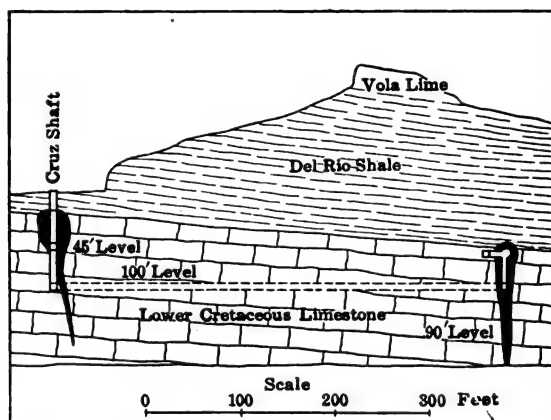 Vola Lime
Cruz Shaft
Del Rio Shale
45' Level
100' Level
Lower Cretaceous Limestone
90' Level
Scale
0 100 200 300 Feet